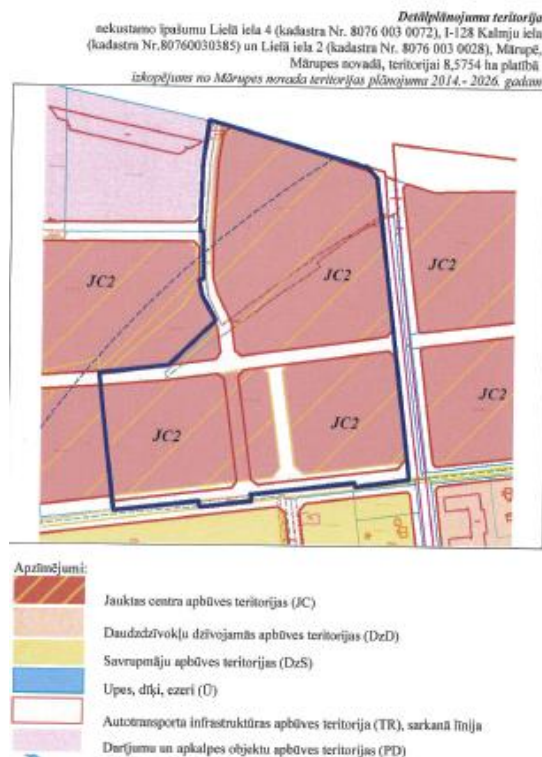 Detālplānojuma teritorija
nekustamo īpašumu Lielā iela 4 (kadastra Nr. 8076 003 0072), I-128 Kalmju iela
(kadastra Nr.80760030385) un Lielā iela 2 (kadastra Nr. 8076 003 0028), Mārupē,
Mārupes novadā, teritorijai 8,5754 ha platībā
izkopējums no Mārupes novada teritorijas plānojuma 2014.- 2026. gadam
JC2
JC2
JC2
JC2
JC2
JC2
Apzīmējumi:
Jauktas centra apbūves teritorijas (JC)
Daudzdzīvokļu dzīvojamās apbūves teritorijas (DzD)
Savrupmāju apbūves teritorijas (DzS)
Upes, dīķi, ezeri (Ū)
Autotransporta infrastruktūras apbūves teritorija (TR), sarkanā līnija
Darījumu un apkalpes objektu apbūves teritorijas (PD)